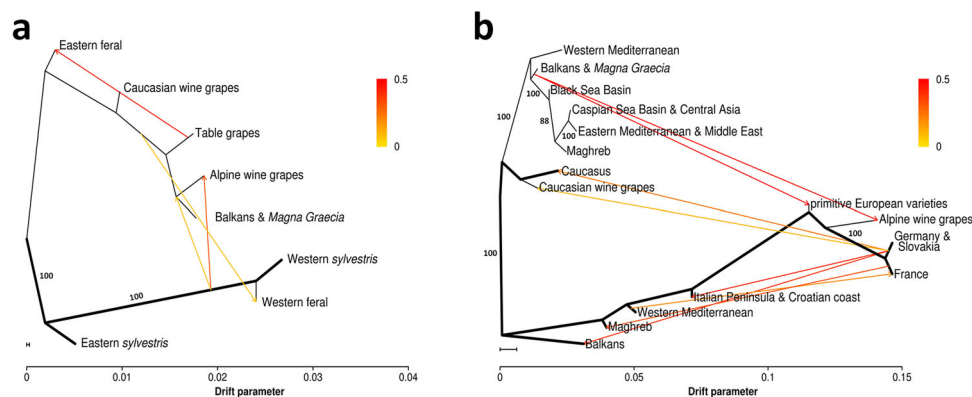 a
Eastern feral
Caucasian wine grapes
Table grapes
Alpine wine grapes
Balkans & Magna Graecia
Western sylvestris
Western feral
Eastern sylvestris
100
100
0.5
0
0
0.01
0.02
0.03
0.04
Drift parameter
b
Western Mediterranean
Balkans & Magna Graecia
Black Sea Basin
100
Caspian Sea Basin & Central Asia
88
100
100
Eastern Mediterranean & Middle East
Maghreb
Caucasus
Caucasian wine grapes
primitive European varieties
Alpine wine grapes
100
Germany &
Slovakia
France
100
Italian Peninsula & Croatian coast
Western Mediterranean
Maghreb
Balkans
0.5
0
0
0.05
0.1
0.15
Drift parameter